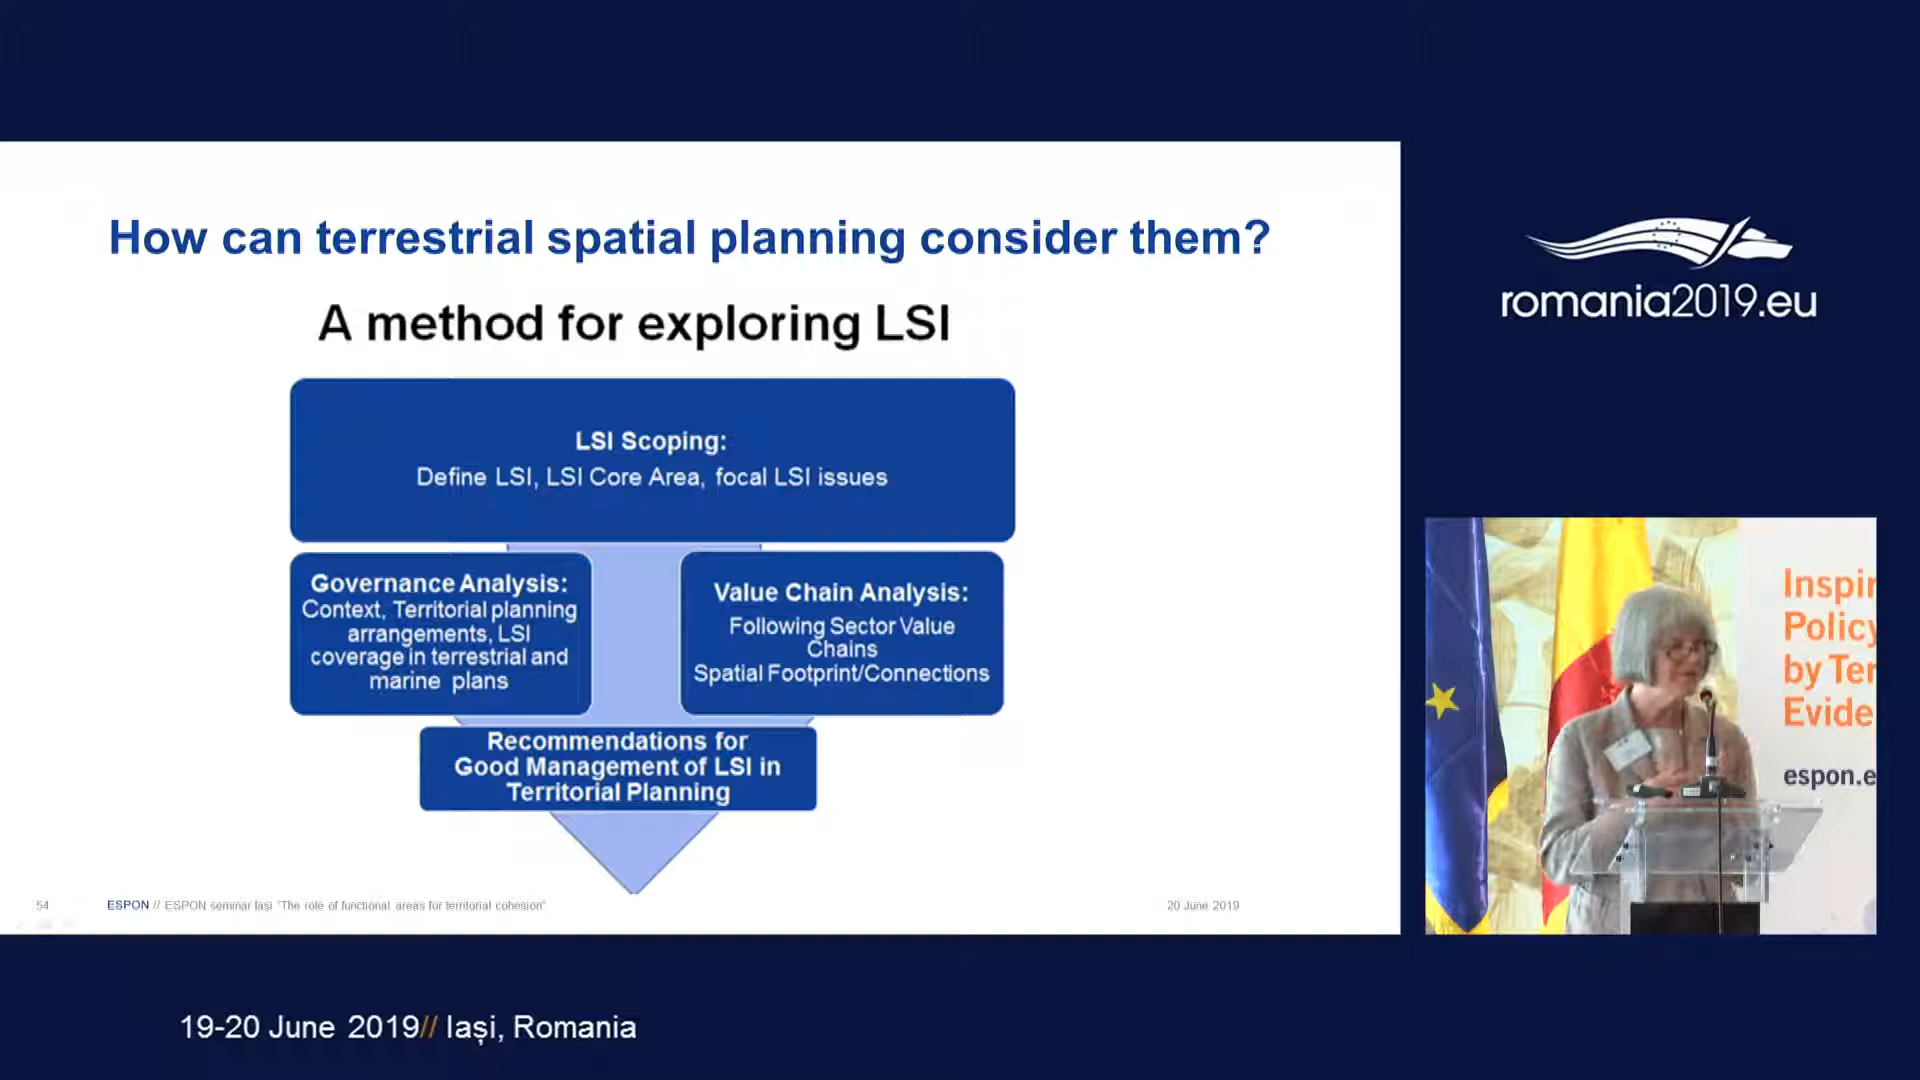 How can terrestrial spatial planning consider them?
A method for exploring LSI
LSI Scoping:
Define LSI, LSI Core Area, focal LSI issues
Governance Analysis:
Context, Territorial planning
arrangements, LSI
coverage in terrestrial and
marine plans
Value Chain Analysis:
Following Sector Value
Chains
Spatial Footprint/Connections
Recommendations for
Good Management of LSI in
Territorial Planning
54
ESPON // ESPON seminar Iași "The role of functional areas for territorial cohesion"
20 June 2019
romania2019.eu
Inspir
Policy
by Ter
Evide
espon.e
19-20 June 2019// Iași, Romania